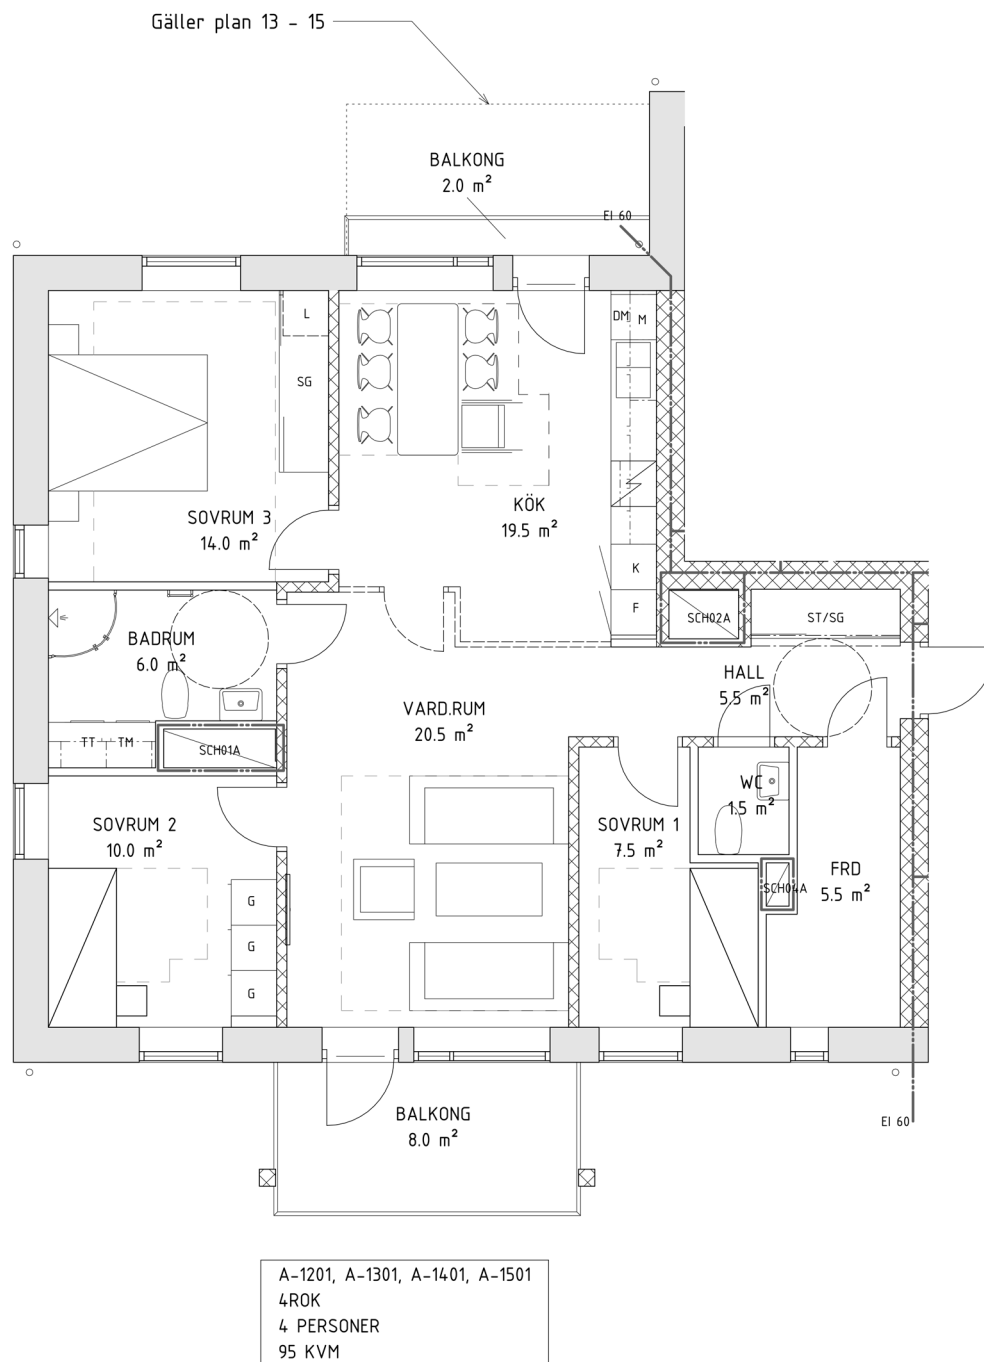 Gäller plan 13 - 15
BALKONG
2.0 m²
EI 60
L
DM M
SG
KÖK
19.5 m²
SOVRUM 3
14.0 m²
K
F
SCH02A
ST/SG
BADRUM
6.0 m²
HALL
5.5 m²
VARD.RUM
20.5 m²
TT TM
SCH01A
WC
1.5 m²
SOVRUM 2
10.0 m²
SOVRUM 1
7.5 m²
FRD
5.5 m²
SCH04A
G
G
G
BALKONG
8.0 m²
EI 60
A-1201, A-1301, A-1401, A-1501
4ROK
4 PERSONER
95 KVM